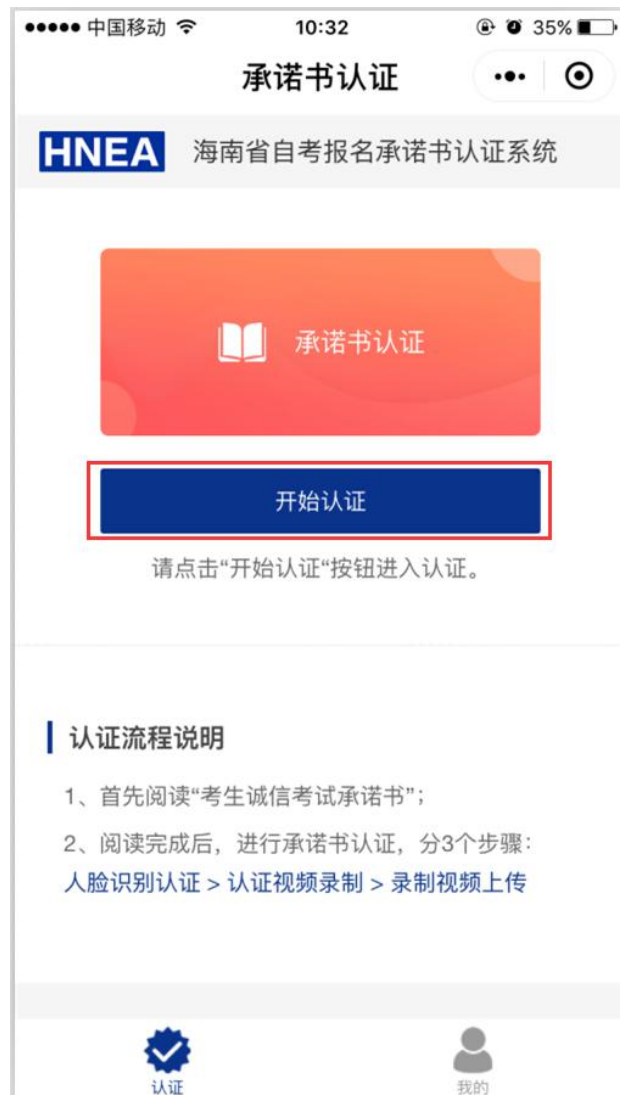 中国移动 10:32 35%
承诺书认证
HNEA 海南省自考报名承诺书认证系统
承诺书认证
开始认证
请点击“开始认证“按钮进入认证。
认证流程说明
1、首先阅读“考生诚信考试承诺书”;
2、阅读完成后，进行承诺书认证，分3个步骤:
人脸识别认证 > 认证视频录制 > 录制视频上传
认证 我的